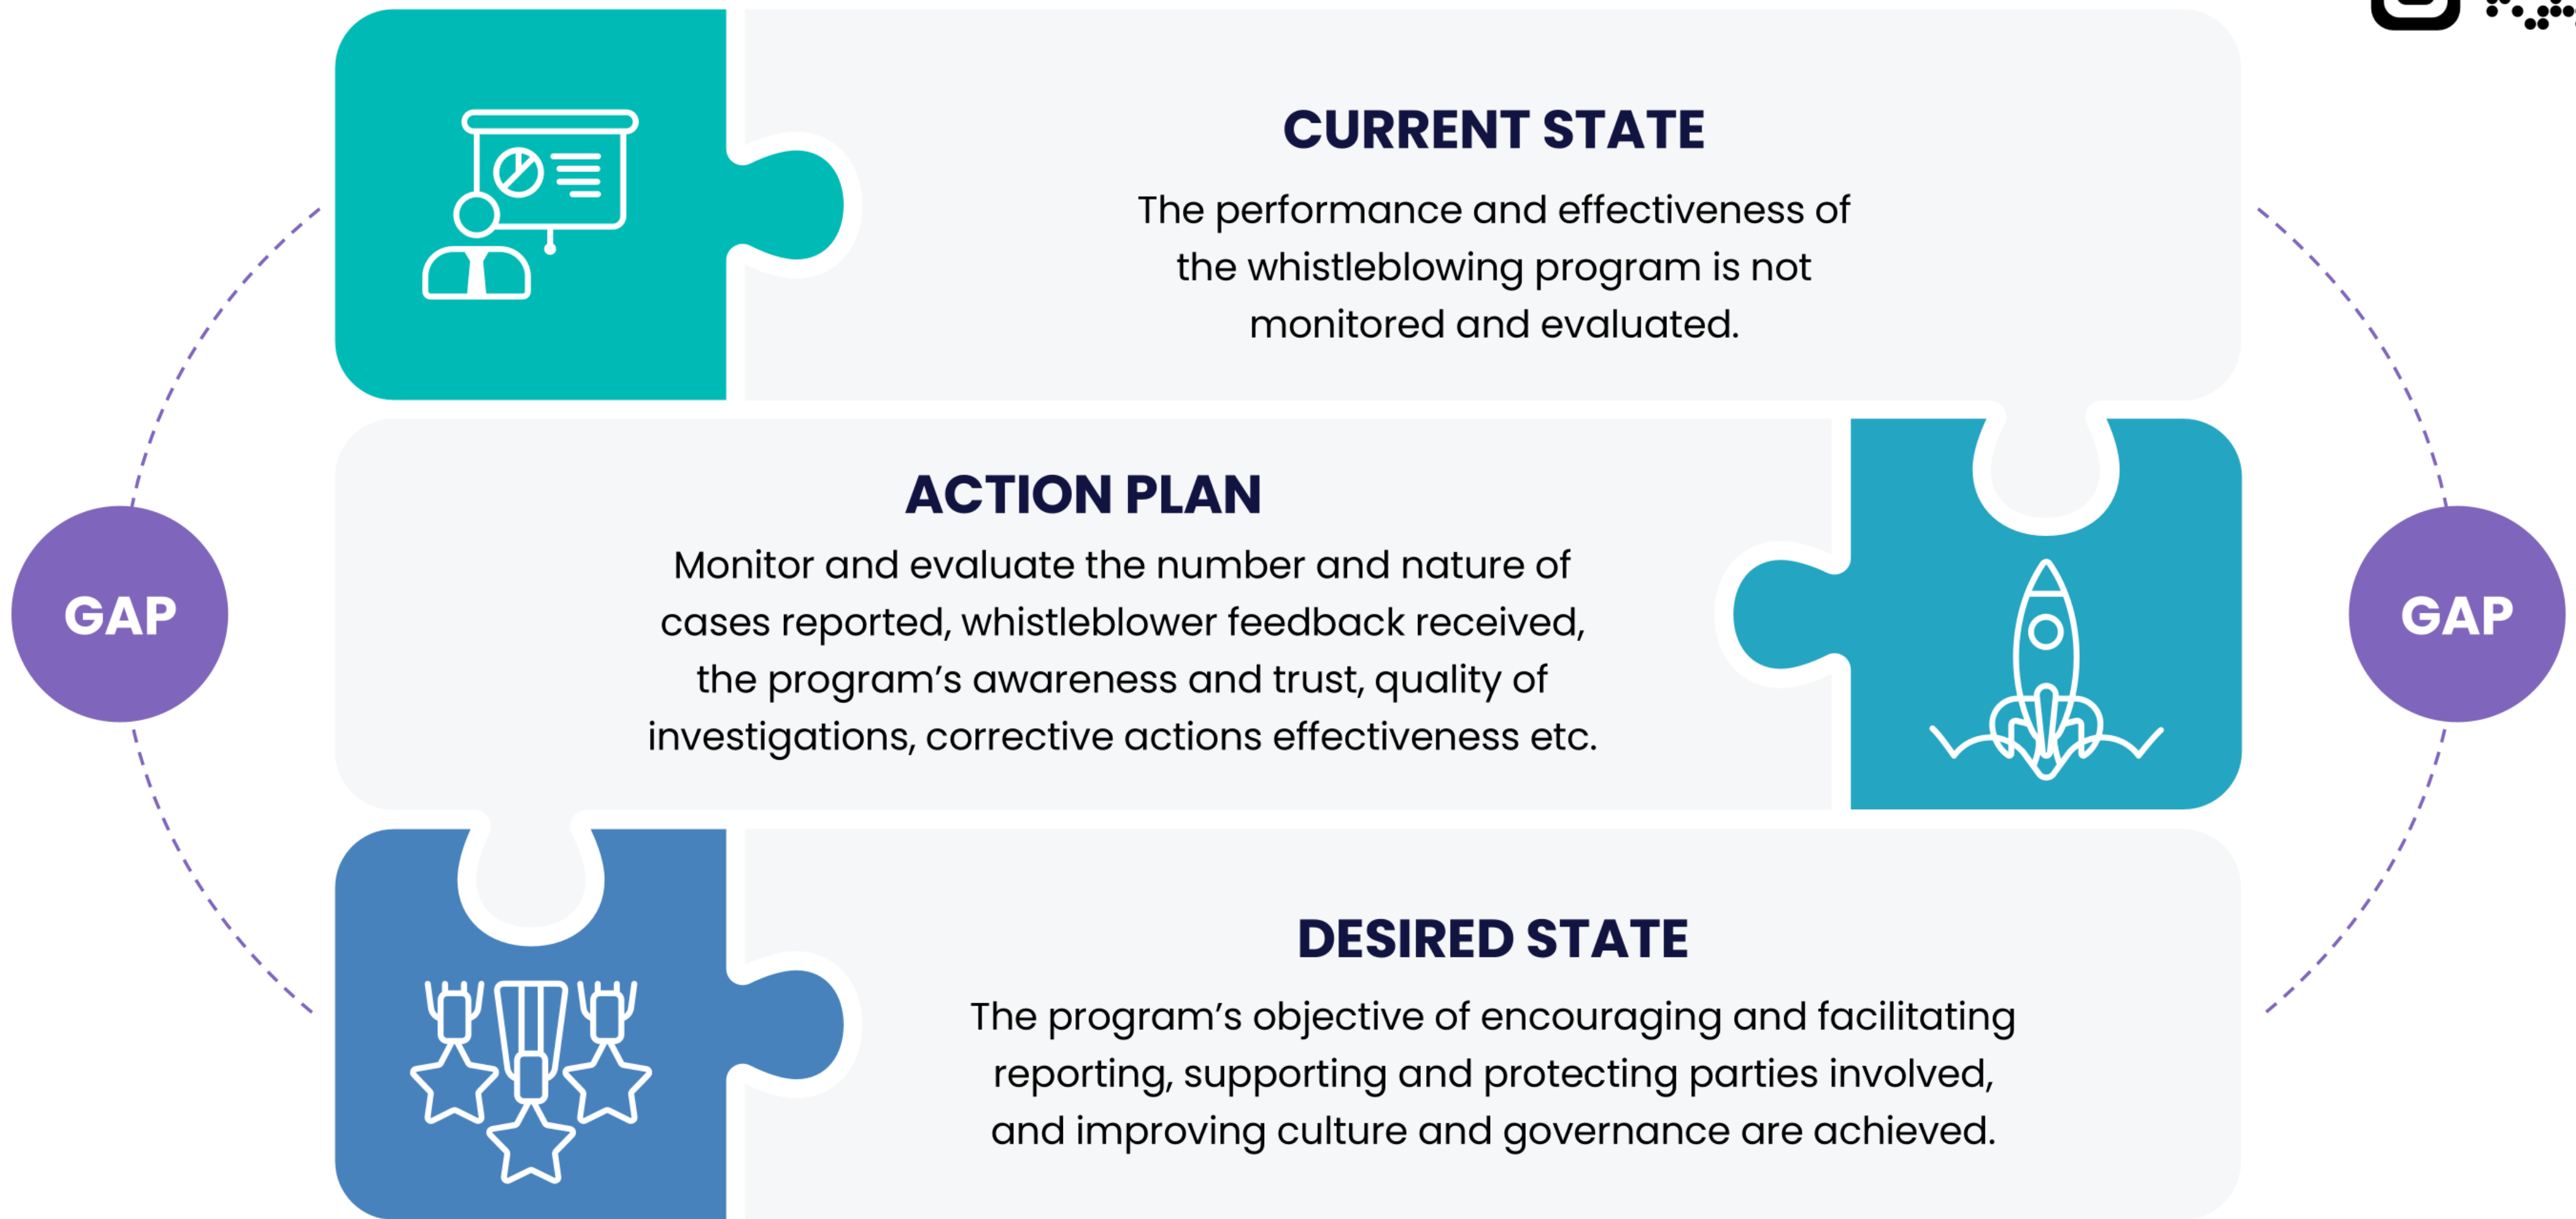 CURRENT STATE
The performance and effectiveness of
the whistleblowing program is not
monitored and evaluated.
ACTION PLAN
Monitor and evaluate the number and nature of
cases reported, whistleblower feedback received,
the program’s awareness and trust, quality of
investigations, corrective actions effectiveness etc.
GAP
GAP
DESIRED STATE
The program’s objective of encouraging and facilitating
reporting, supporting and protecting parties involved,
and improving culture and governance are achieved.